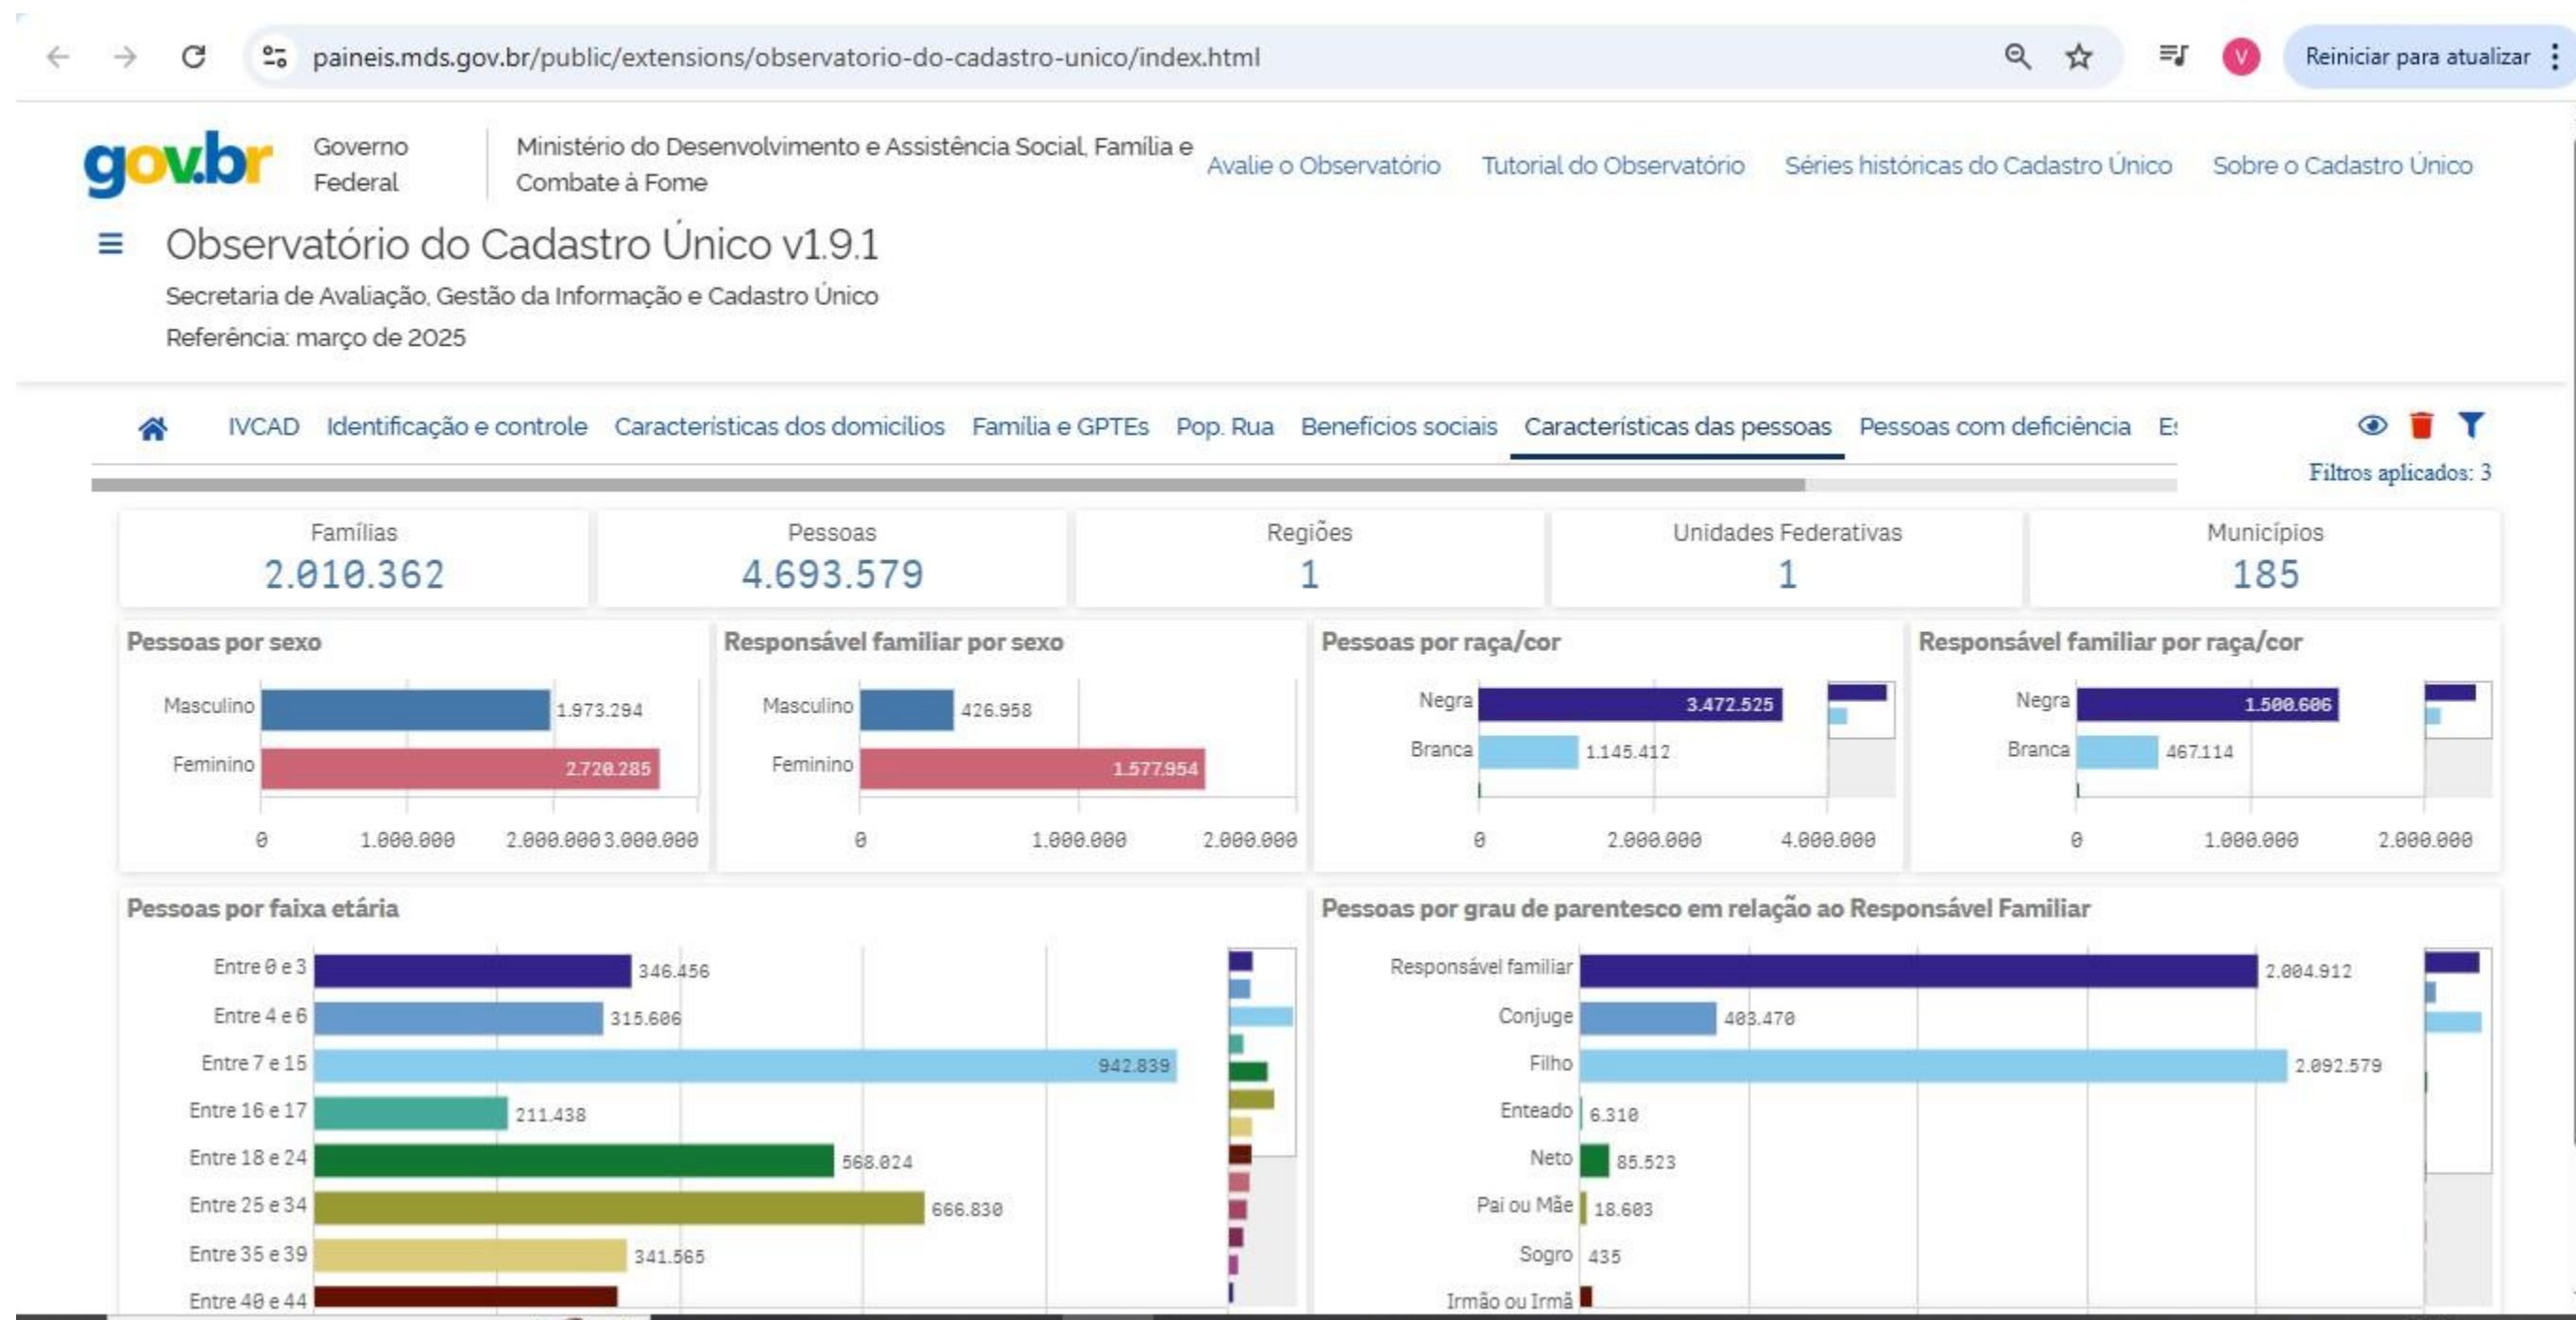 paineis.mds.gov.br/public/extensions/observatorio-do-cadastro-unico/index.html
V
Reiniciar para atualizar
gov.br
Governo
Federal
Ministério do Desenvolvimento e Assistência Social, Família e
Combate à Fome
Avalie o Observatório
Tutorial do Observatório
Séries históricas do Cadastro Único
Sobre o Cadastro Único
Observatório do Cadastro Único v1.9.1
Secretaria de Avaliação, Gestão da Informação e Cadastro Único
Referência: março de 2025
IVCAD
Identificação e controle
Características dos domicílios
Família e GPTEs
Pop. Rua
Benefícios sociais
Características das pessoas
Pessoas com deficiência
Filtros aplicados: 3
Famílias
2.010.362
Pessoas
4.693.579
Regiões
1
Unidades Federativas
1
Municípios
185
Pessoas por sexo
Masculino 1.973.294
Feminino 2.720.285
0 1.000.000 2.000.000 3.000.000
Responsável familiar por sexo
Masculino 426.958
Feminino 1.577.954
0 1.000.000 2.000.000
Pessoas por raça/cor
Negra 3.472.525
Branca 1.145.412
0 2.000.000 4.000.000
Responsável familiar por raça/cor
Negra 1.500.606
Branca 467.114
0 1.000.000 2.000.000
Pessoas por faixa etária
Entre 0 e 3 346.456
Entre 4 e 6 315.606
Entre 7 e 15 942.839
Entre 16 e 17 211.438
Entre 18 e 24 568.024
Entre 25 e 34 666.830
Entre 35 e 39 341.565
Entre 40 e 44
Pessoas por grau de parentesco em relação ao Responsável Familiar
Responsável familiar 2.004.912
Conjuge 403.470
Filho 2.092.579
Enteado 6.310
Neto 85.523
Pai ou Mãe 18.603
Sogro 435
Irmão ou Irmã